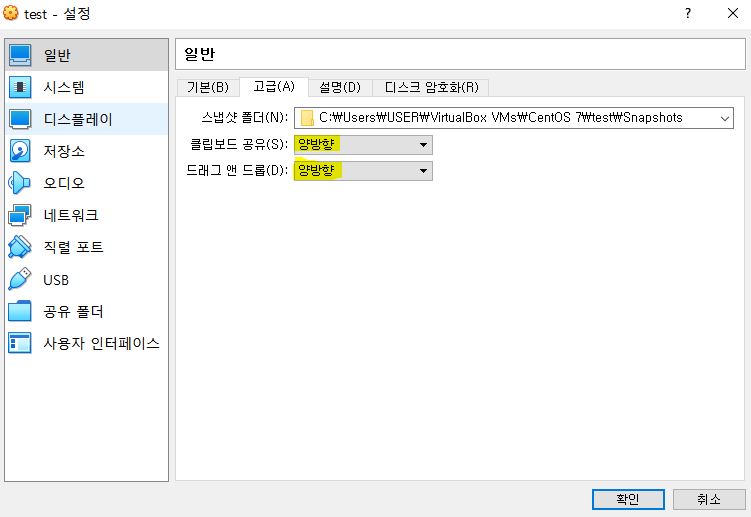 test - 설정
일반
시스템
디스플레이
저장소
오디오
네트워크
직렬 포트
USB
공유 폴더
사용자 인터페이스
일반
기본(B) 고급(A) 설명(D) 디스크 암호화(R)
스냅샷 폴더(N): C:₩Users₩USER₩VirtualBox VMs₩CentOS 7₩test₩Snapshots
클립보드 공유(S): 양방향
드래그 앤 드롭(D): 양방향
확인 취소